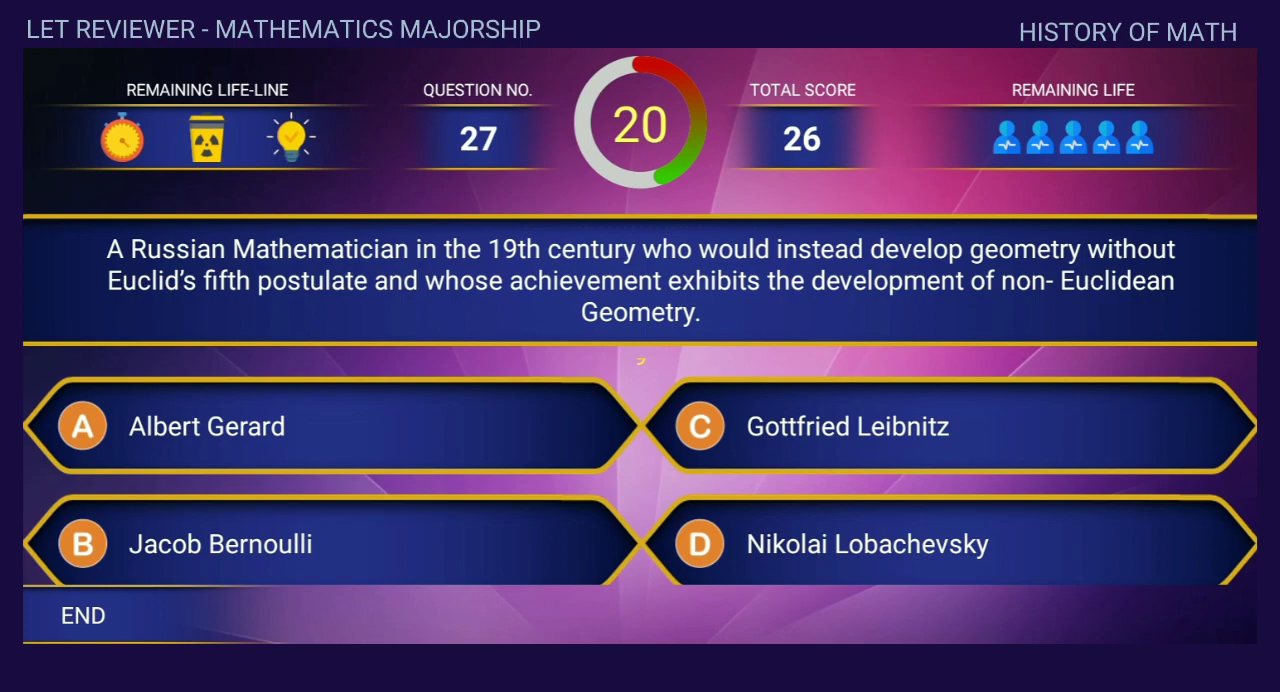 LET REVIEWER - MATHEMATICS MAJORSHIP
HISTORY OF MATH
REMAINING LIFE-LINE
QUESTION NO.
27
20
TOTAL SCORE
26
REMAINING LIFE
A Russian Mathematician in the 19th century who would instead develop geometry without
Euclid’s fifth postulate and whose achievement exhibits the development of non- Euclidean
Geometry.
A Albert Gerard
B Jacob Bernoulli
C Gottfried Leibnitz
D Nikolai Lobachevsky
END